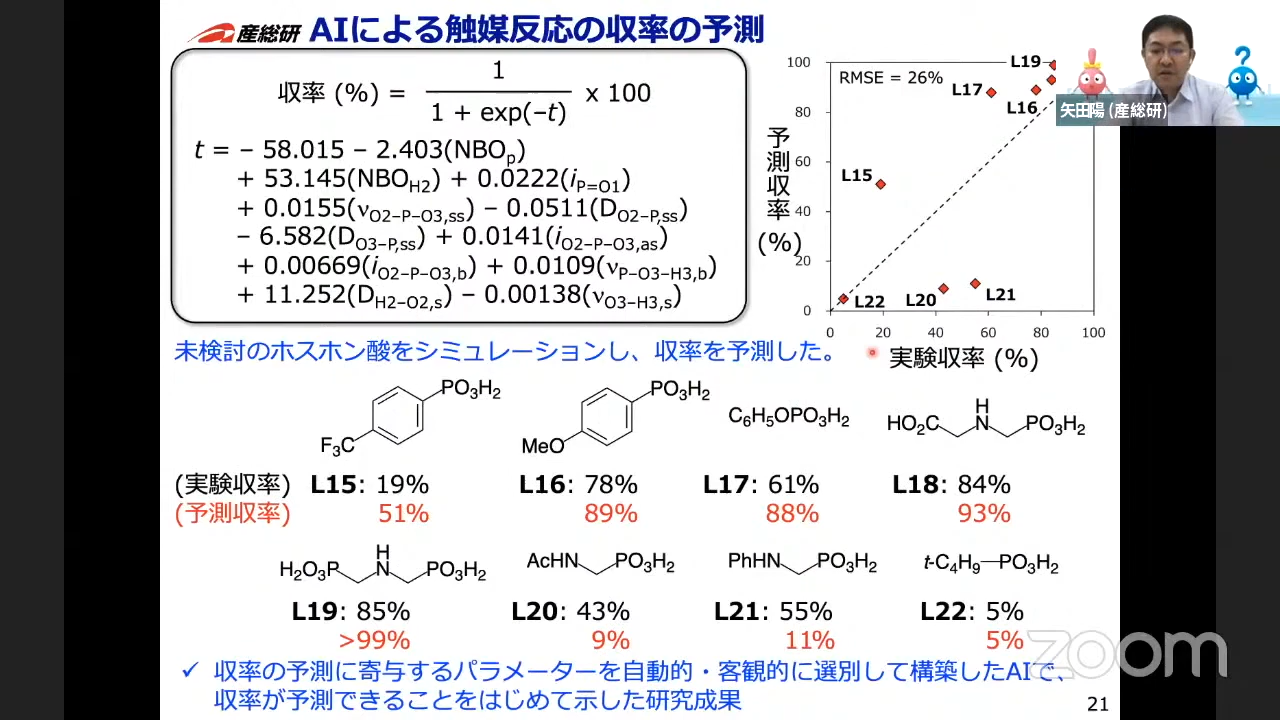 産総研 AIによる触媒反応の収率の予測
収率 (%) = 1 / 1 + exp(–t) x 100
t = – 58.015 – 2.403(NBOp)
+ 53.145(NBOH2) + 0.0222(iP=O1)
+ 0.0155(νO2–P–O3,ss) – 0.0511(DO2–P,ss)
– 6.582(DO3–P,ss) + 0.0141(iO2–P–O3,as)
+ 0.00669(iO2–P–O3,b) + 0.0109(νP–O3–H3,b)
+ 11.252(DH2–O2,s) – 0.00138(νO3–H3,s)
RMSE = 26%
予測収率 (%)
100
80
60
40
20
0
L19
L17
L16
L15
L22
L20
L21
0 20 40 60 80 100
実験収率 (%)
矢田陽 (産総研)
未検討のホスホン酸をシミュレーションし、収率を予測した。
PO3H2
F3C
PO3H2
MeO
C6H5OPO3H2
HO2C
H
N
PO3H2
(実験収率) L15: 19% L16: 78% L17: 61% L18: 84%
(予測収率) 51% 89% 88% 93%
H2O3P
H
N
PO3H2
AcHN
PO3H2
PhHN
PO3H2
t-C4H9–PO3H2
L19: 85% L20: 43% L21: 55% L22: 5%
>99% 9% 11% 5%
zoom
✓ 収率の予測に寄与するパラメーターを自動的・客観的に選別して構築したAIで、
収率が予測できることをはじめて示した研究成果
21